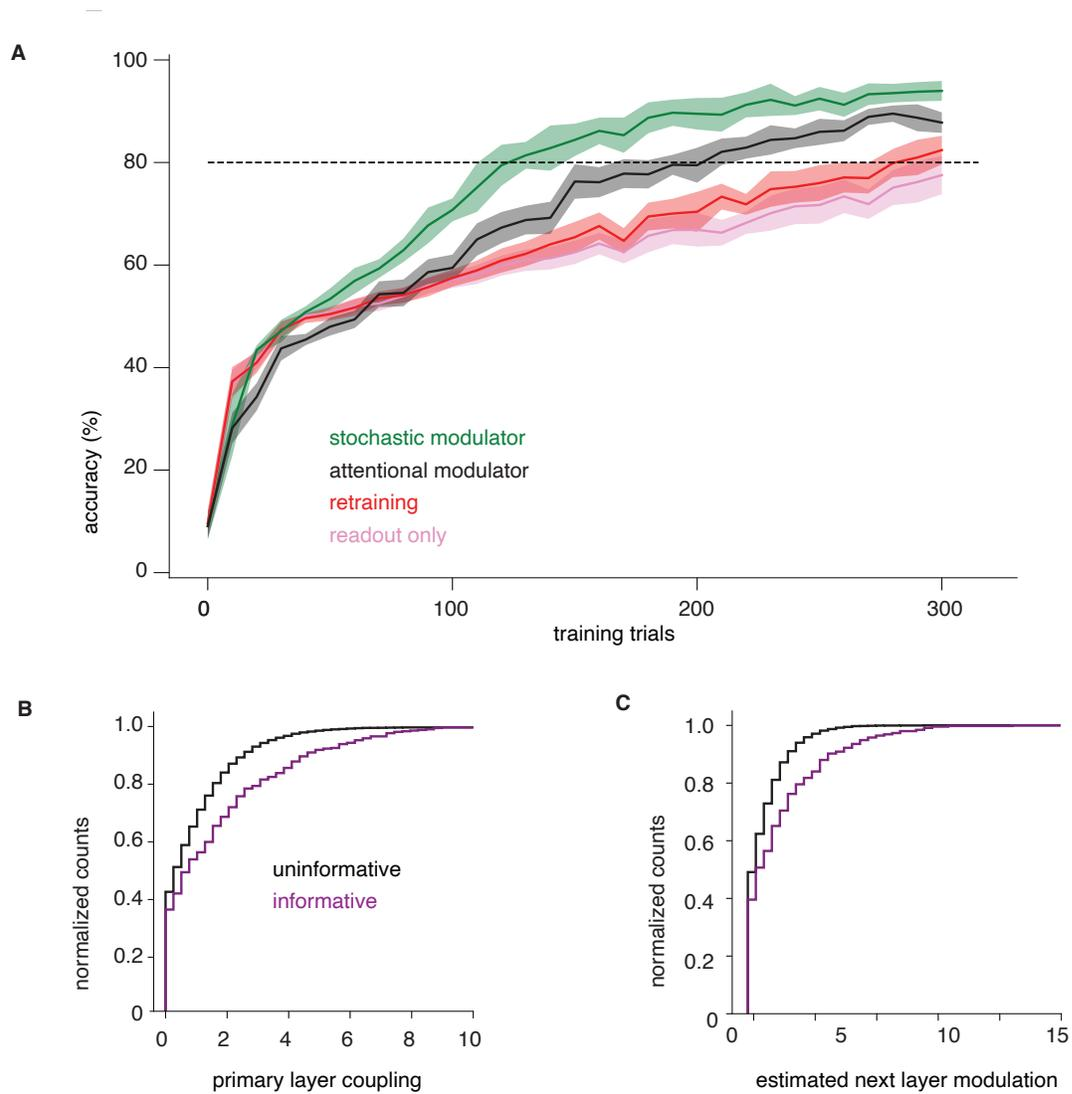 A
100
80
60
40
20
0
accuracy (%)
stochastic modulator
attentional modulator
retraining
readout only
0
100
200
300
training trials
B
1.0
0.8
0.6
0.4
0.2
0
normalized counts
uninformative
informative
0 2 4 6 8 10
primary layer coupling
C
1.0
0.8
0.6
0.4
0.2
0
normalized counts
0 5 10 15
estimated next layer modulation